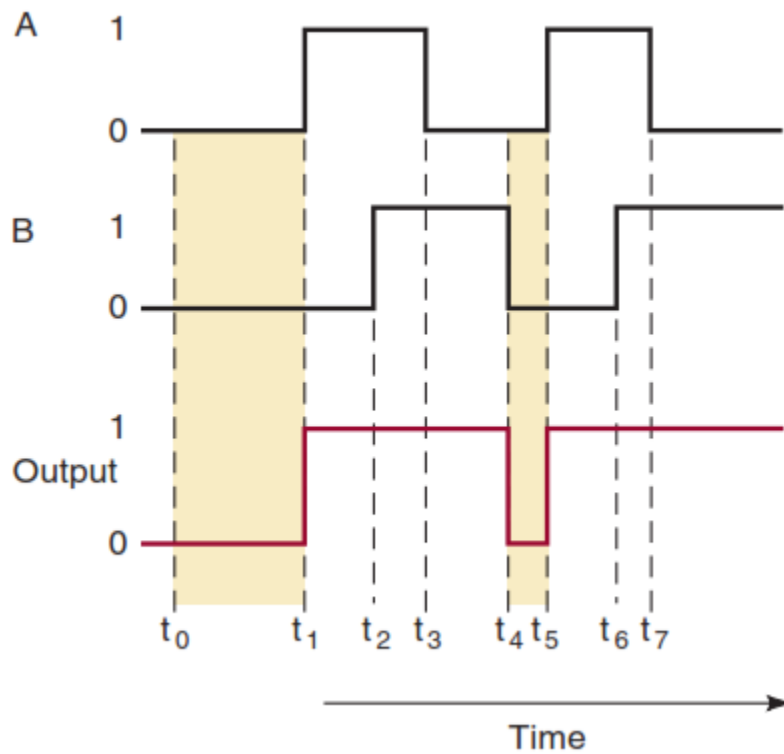 A 1
0
B 1
0
1
Output
0
t₀ t₁ t₂ t₃ t₄ t₅ t₆ t₇
Time